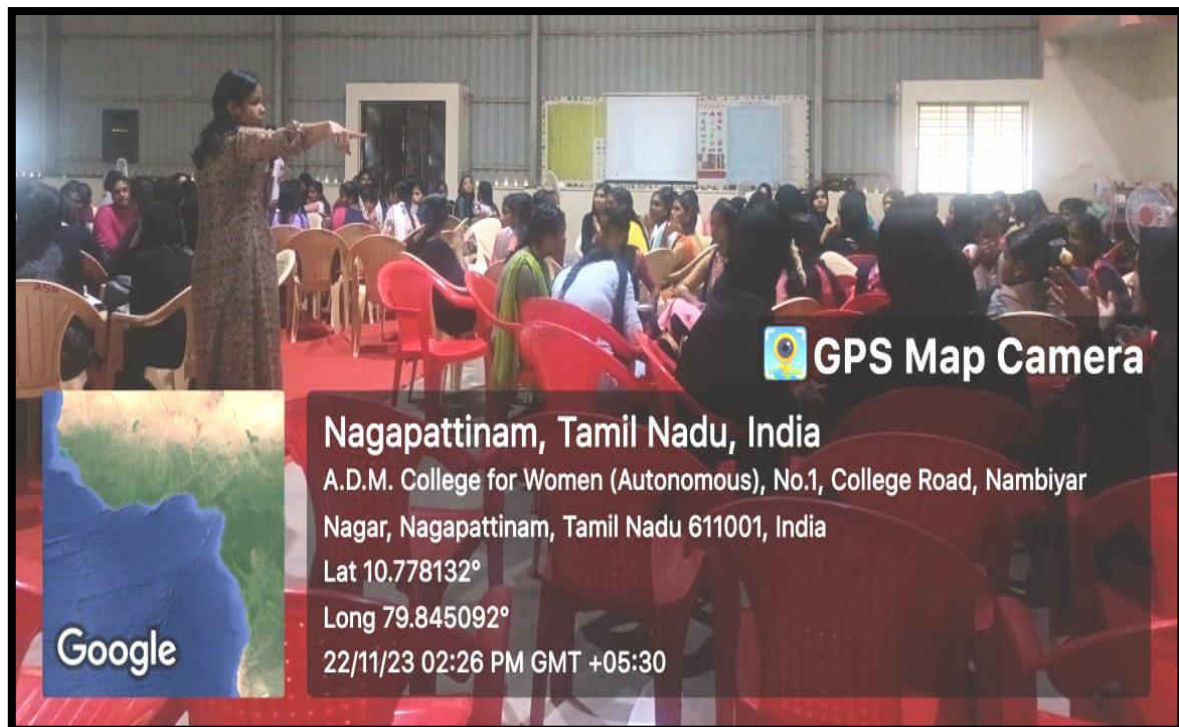 GPS Map Camera
Nagapattinam, Tamil Nadu, India
A.D.M. College for Women (Autonomous), No.1, College Road, Nambiyar
Nagar, Nagapattinam, Tamil Nadu 611001, India
Lat 10.778132°
Long 79.845092°
22/11/23 02:26 PM GMT +05:30
Google